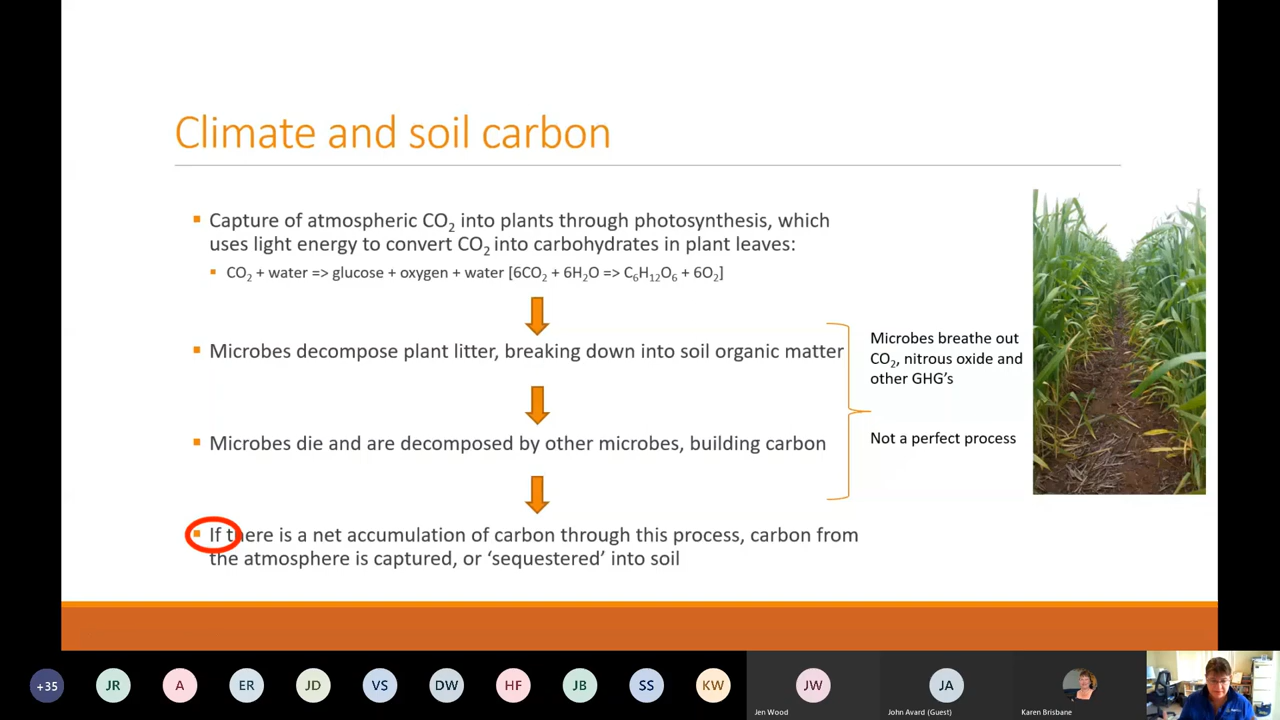 Climate and soil carbon
Capture of atmospheric CO₂ into plants through photosynthesis, which
uses light energy to convert CO₂ into carbohydrates in plant leaves:
CO₂ + water => glucose + oxygen + water [6CO₂ + 6H₂O => C₆H₁₂O₆ + 6O₂]
Microbes decompose plant litter, breaking down into soil organic matter
Microbes die and are decomposed by other microbes, building carbon
Microbes breathe out
CO₂, nitrous oxide and
other GHG's
Not a perfect process
If there is a net accumulation of carbon through this process, carbon from
the atmosphere is captured, or ‘sequestered’ into soil
+35
JR
A
ER
JD
VS
DW
HF
JB
SS
KW
JW
Jen Wood
JA
John Avard (Guest)
Karen Brisbane